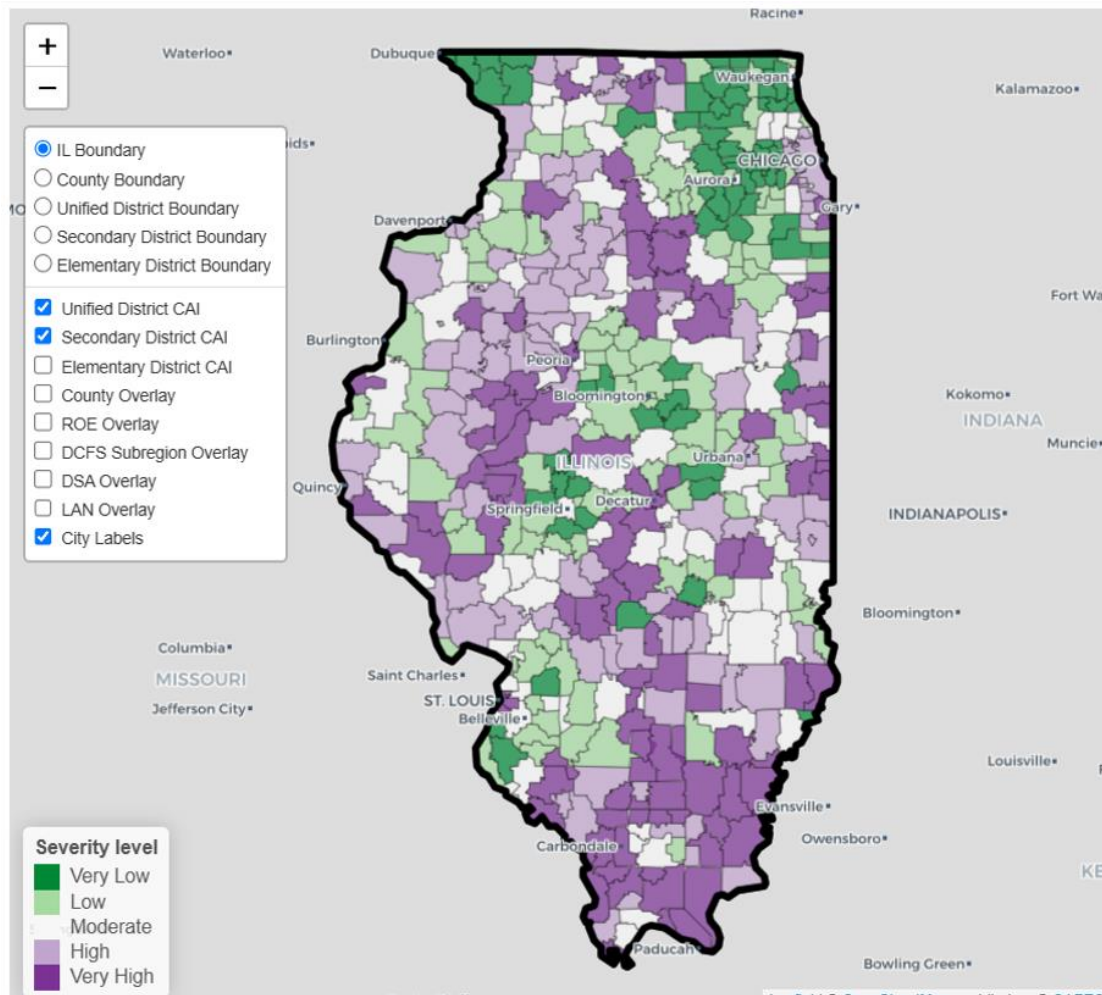 Racine
Waterloo
Dubuque
Waukegan
Kalamazoo
+
−
IL Boundary
County Boundary
Unified District Boundary
Secondary District Boundary
Elementary District Boundary
Unified District CAI
Secondary District CAI
Elementary District CAI
County Overlay
ROE Overlay
DCFS Subregion Overlay
DSA Overlay
LAN Overlay
City Labels
ids
CHICAGO
Aurora
Gary
Davenport
Fort Wa
Burlington
Peoria
Bloomington
Kokomo
INDIANA
Muncie
ILLINOIS
Urbana
Quincy
Decatur
Springfield
INDIANAPOLIS
Bloomington
Columbia
MISSOURI
Jefferson City
Saint Charles
ST. LOUIS
Belleville
Louisville
Evansville
Owensboro
Carbondale
KE
Paducah
Bowling Green
Severity level
Very Low
Low
Moderate
High
Very High